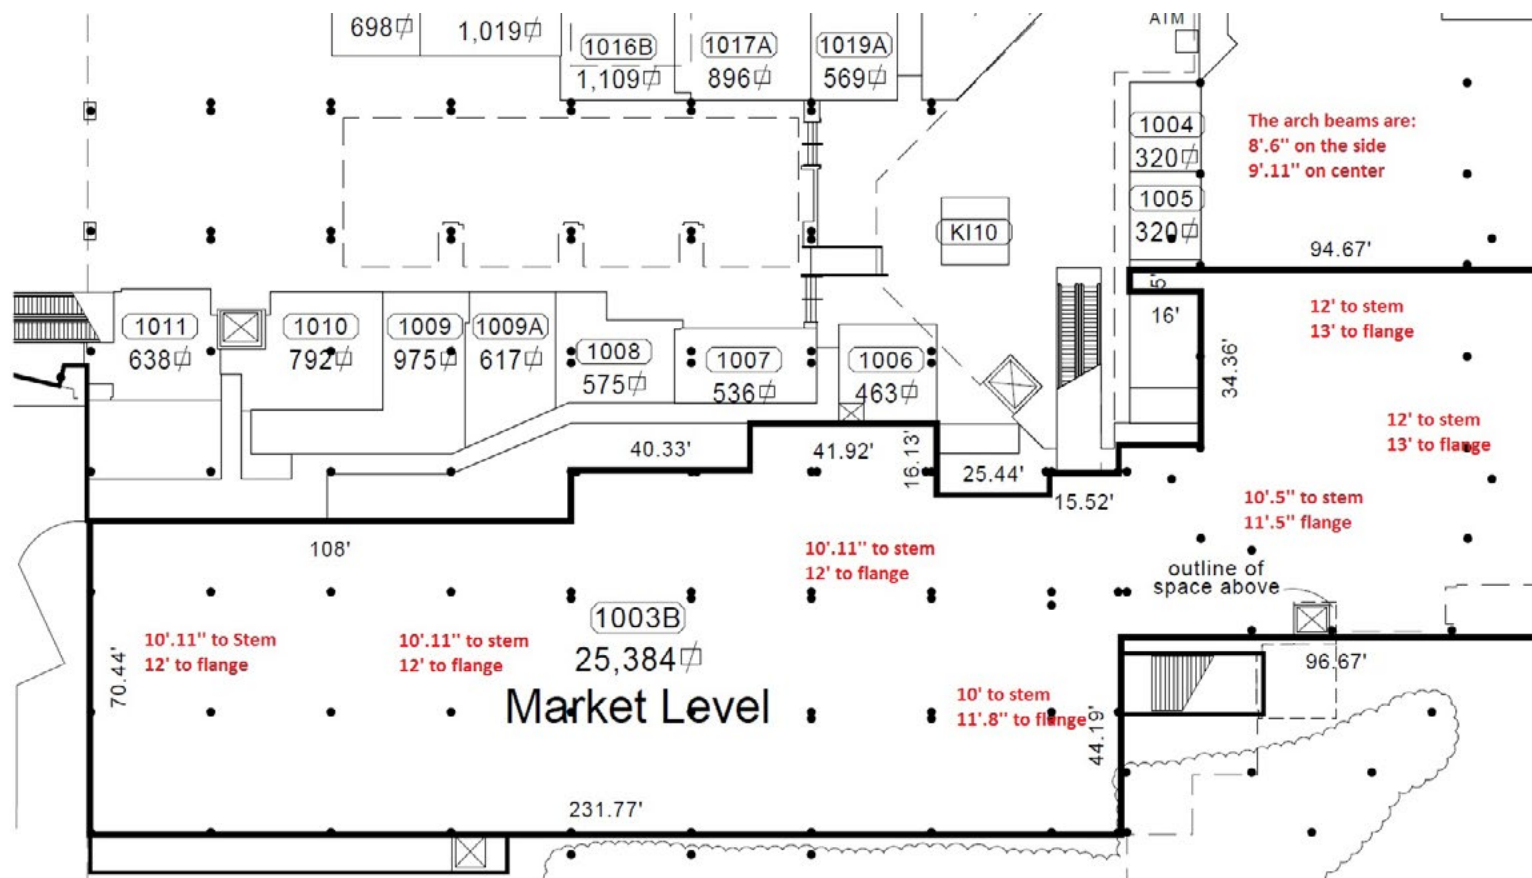 698
1,019
1016B
1,109
1017A
896
1019A
569
ATM
1004
320
1005
320
The arch beams are:
8'.6" on the side
9'.11" on center
KI10
94.67'
5'
16'
12' to stem
13' to flange
34.36'
1011
638
1010
792
1009
975
1009A
617
1008
575
1007
536
1006
463
12' to stem
13' to flange
40.33'
41.92'
16.13'
25.44'
15.52'
10'.5" to stem
11'.5" flange
108'
10'.11" to stem
12' to flange
outline of
space above
1003B
25,384
Market Level
10'.11" to Stem
12' to flange
10'.11" to stem
12' to flange
70.44'
10' to stem
11'.8" to flange
44.19'
96.67'
231.77'